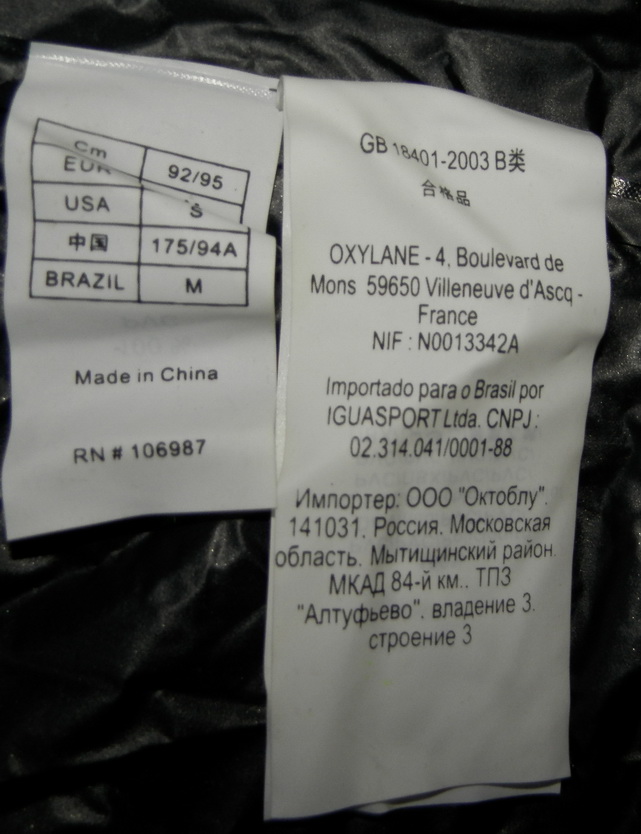 Cm 92/95
EUR
USA S
中国 175/94A
BRAZIL M
Made in China
RN # 106987
GB 18401-2003 B类
合格品
OXYLANE - 4, Boulevard de
Mons 59650 Villeneuve d'Ascq -
France
NIF : N0013342A
Importado para o Brasil por
IGUASPORT Ltda. CNPJ :
02.314.041/0001-88
Импортер: ООО "Октоблу".
141031. Россия. Московская
область. Мытищинский район.
МКАД 84-й км.. ТПЗ
"Алтуфьево". владение 3.
строение 3